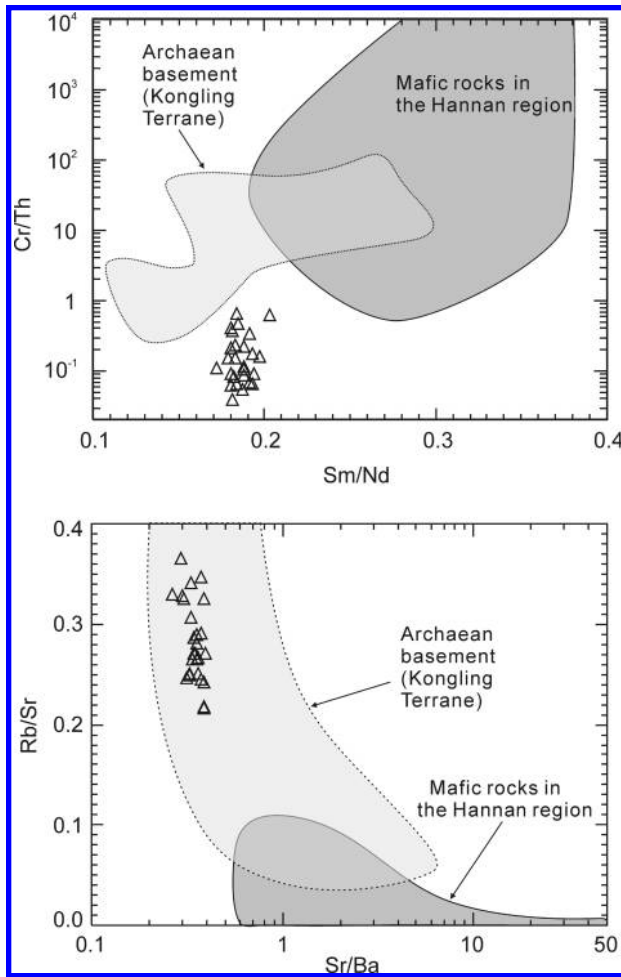 10⁴
Archaean
basement
(Kongling
Terrane)
Mafic rocks in
the Hannan region
10³
10²
Cr/Th
10
1
10⁻¹
0.1
0.2
0.3
0.4
Sm/Nd
0.4
0.3
Archaean
basement
(Kongling
Terrane)
Rb/Sr
0.2
Mafic rocks in
the Hannan region
0.1
0.0
0.1
1
10
50
Sr/Ba